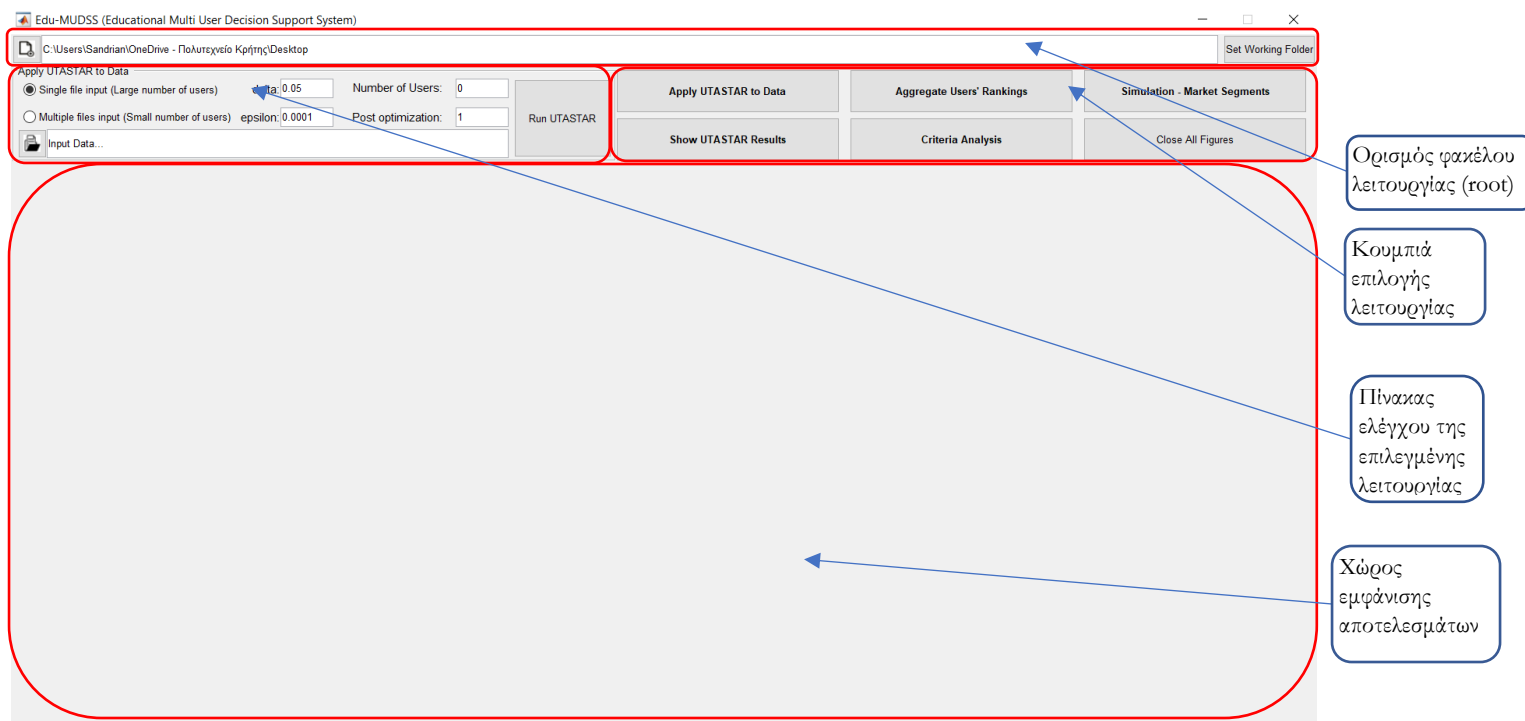 Edu-MUDSS (Educational Multi User Decision Support System)
C:\Users\Sandrian\OneDrive - Πολυτεχνείο Κρήτης\Desktop
Set Working Folder
Apply UTASTAR to Data
Single file input (Large number of users)
delta: 0.05
Number of Users: 0
Multiple files input (Small number of users)
epsilon: 0.0001
Post optimization: 1
Input Data...
Run UTASTAR
Apply UTASTAR to Data
Aggregate Users' Rankings
Simulation - Market Segments
Show UTASTAR Results
Criteria Analysis
Close All Figures
Ορισμός φακέλου
λειτουργίας (root)
Κουμπιά
επιλογής
λειτουργίας
Πίνακας
ελέγχου της
επιλεγμένης
λειτουργίας
Χώρος
εμφάνισης
αποτελεσμάτων